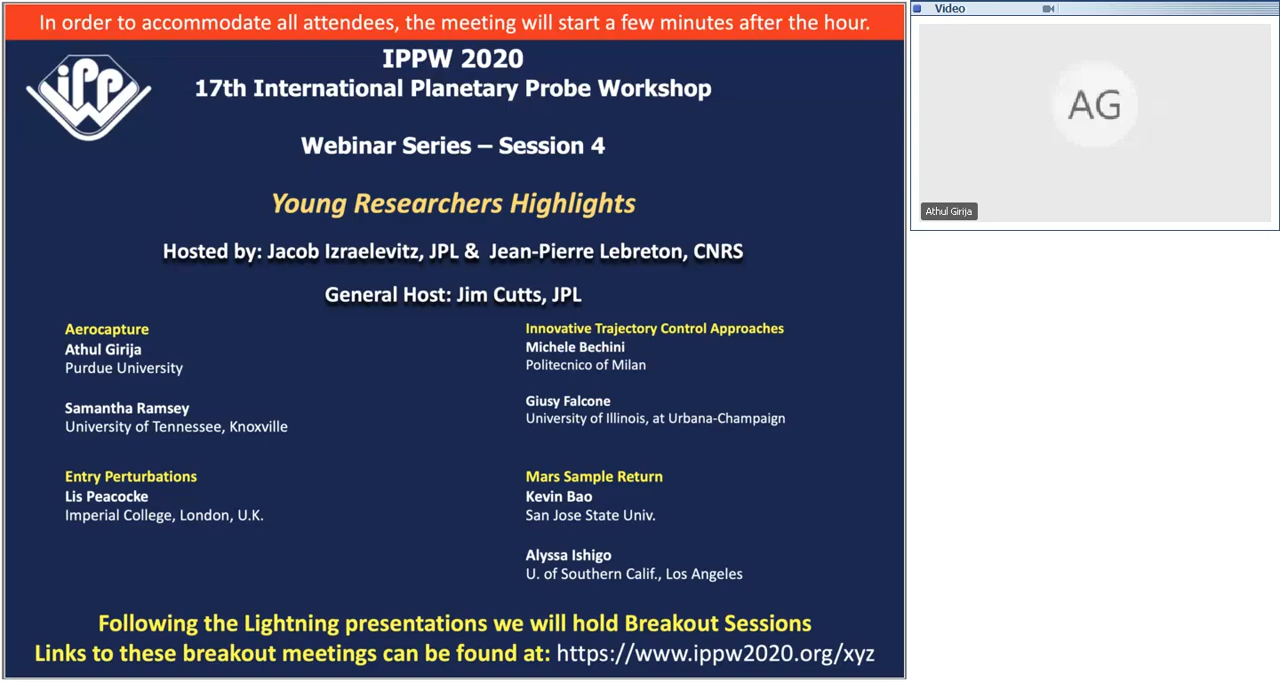 In order to accommodate all attendees, the meeting will start a few minutes after the hour.
ipp
W
IPPW 2020
17th International Planetary Probe Workshop
Webinar Series – Session 4
Young Researchers Highlights
Hosted by: Jacob Izraelevitz, JPL & Jean-Pierre Lebreton, CNRS
General Host: Jim Cutts, JPL
Aerocapture
Athul Girija
Purdue University
Samantha Ramsey
University of Tennessee, Knoxville
Entry Perturbations
Lis Peacocke
Imperial College, London, U.K.
Innovative Trajectory Control Approaches
Michele Bechini
Politecnico of Milan
Giusy Falcone
University of Illinois, at Urbana-Champaign
Mars Sample Return
Kevin Bao
San Jose State Univ.
Alyssa Ishigo
U. of Southern Calif., Los Angeles
Following the Lightning presentations we will hold Breakout Sessions
Links to these breakout meetings can be found at: https://www.ippw2020.org/xyz
Video
AG
Athul Girija